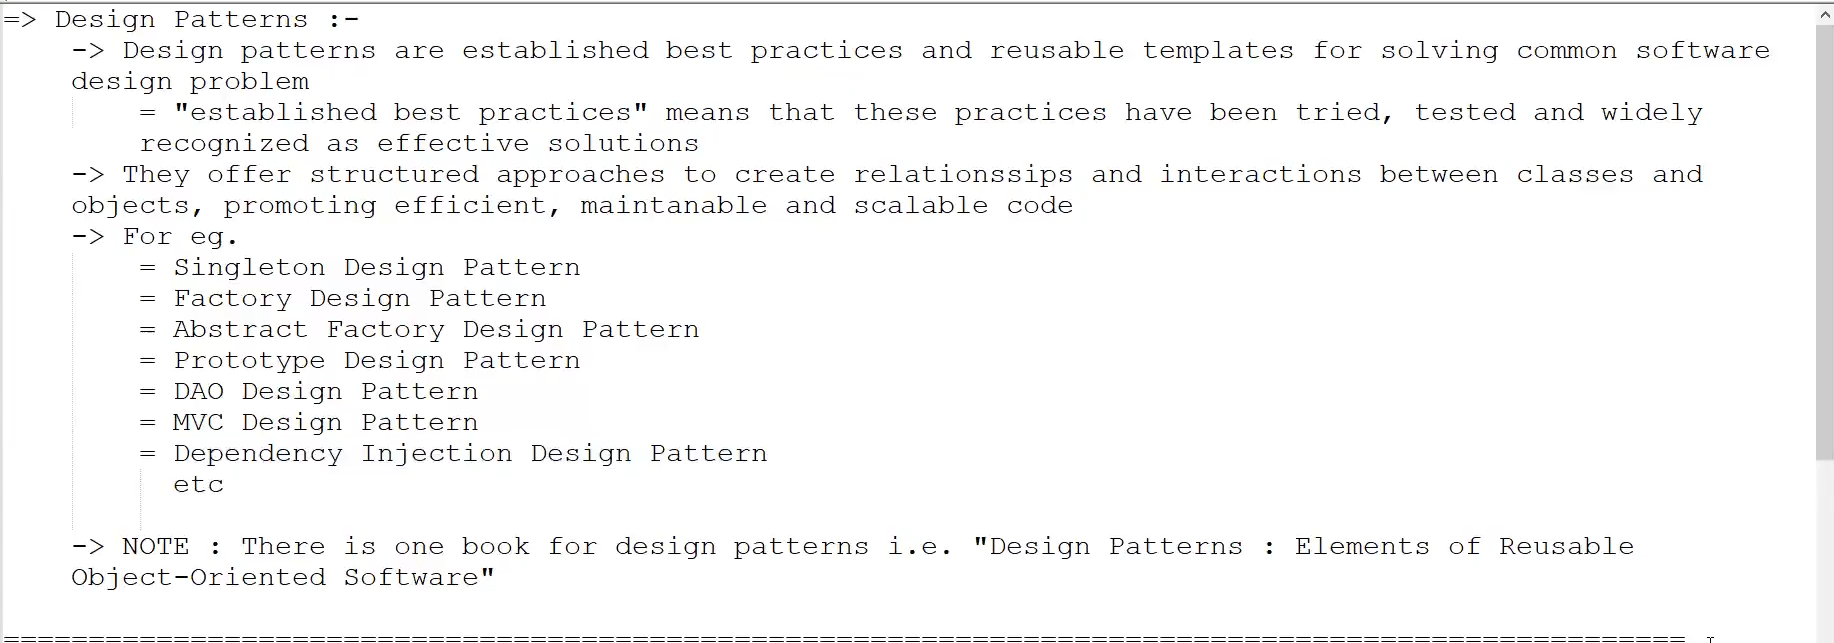 => Design Patterns :-
-> Design patterns are established best practices and reusable templates for solving common software
design problem
= "established best practices" means that these practices have been tried, tested and widely
recognized as effective solutions
-> They offer structured approaches to create relationssips and interactions between classes and
objects, promoting efficient, maintanable and scalable code
-> For eg.
= Singleton Design Pattern
= Factory Design Pattern
= Abstract Factory Design Pattern
= Prototype Design Pattern
= DAO Design Pattern
= MVC Design Pattern
= Dependency Injection Design Pattern
etc
-> NOTE : There is one book for design patterns i.e. "Design Patterns : Elements of Reusable
Object-Oriented Software"
===================================================================================================